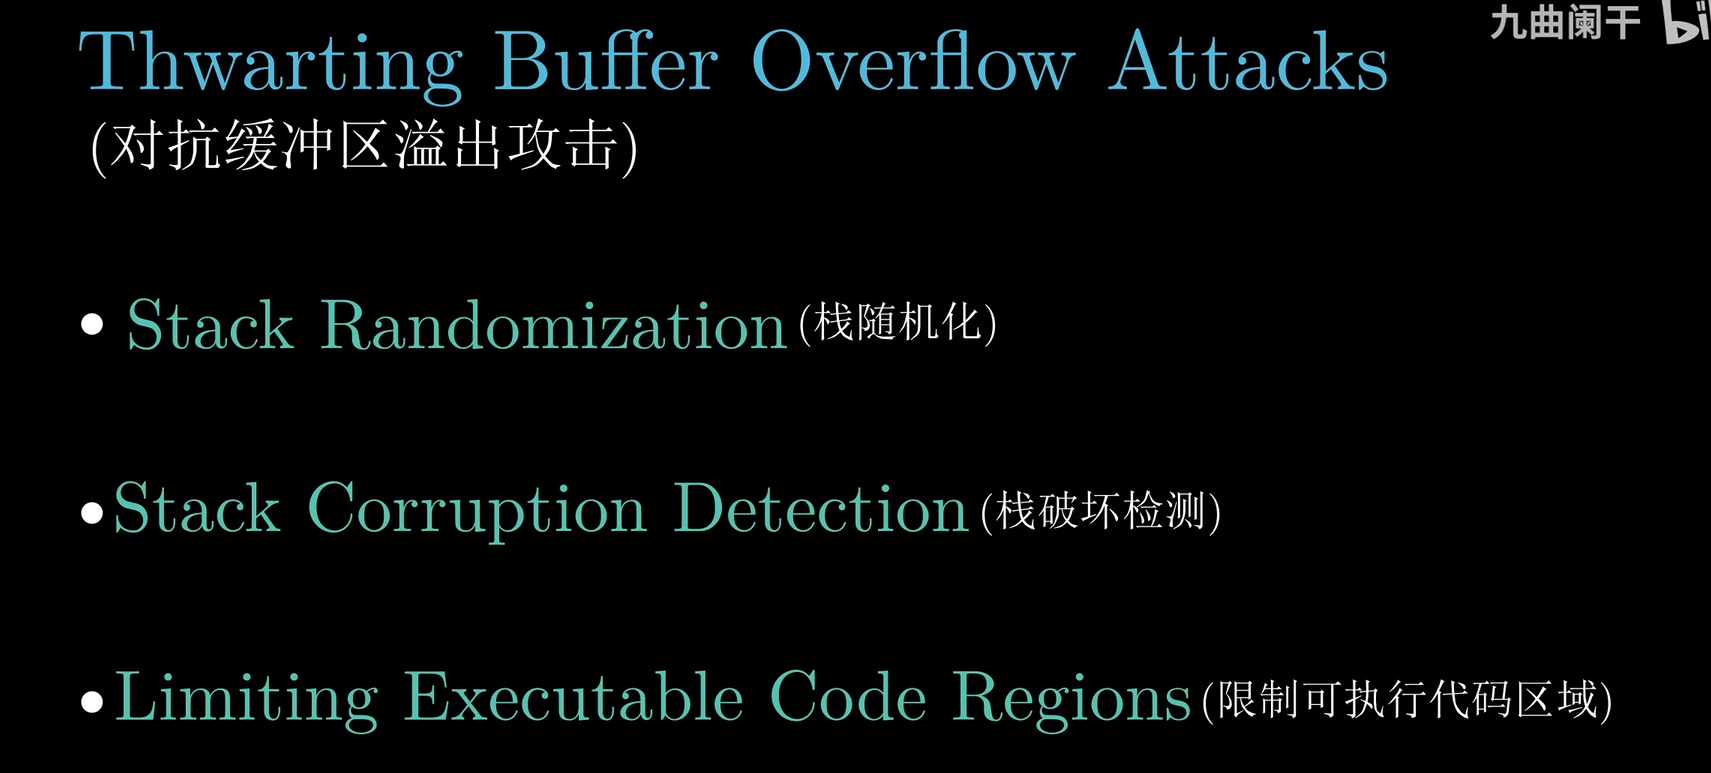 九曲阑干
Thwarting Buffer Overflow Attacks
(对抗缓冲区溢出攻击)
• Stack Randomization (栈随机化)
• Stack Corruption Detection (栈破坏检测)
• Limiting Executable Code Regions (限制可执行代码区域)